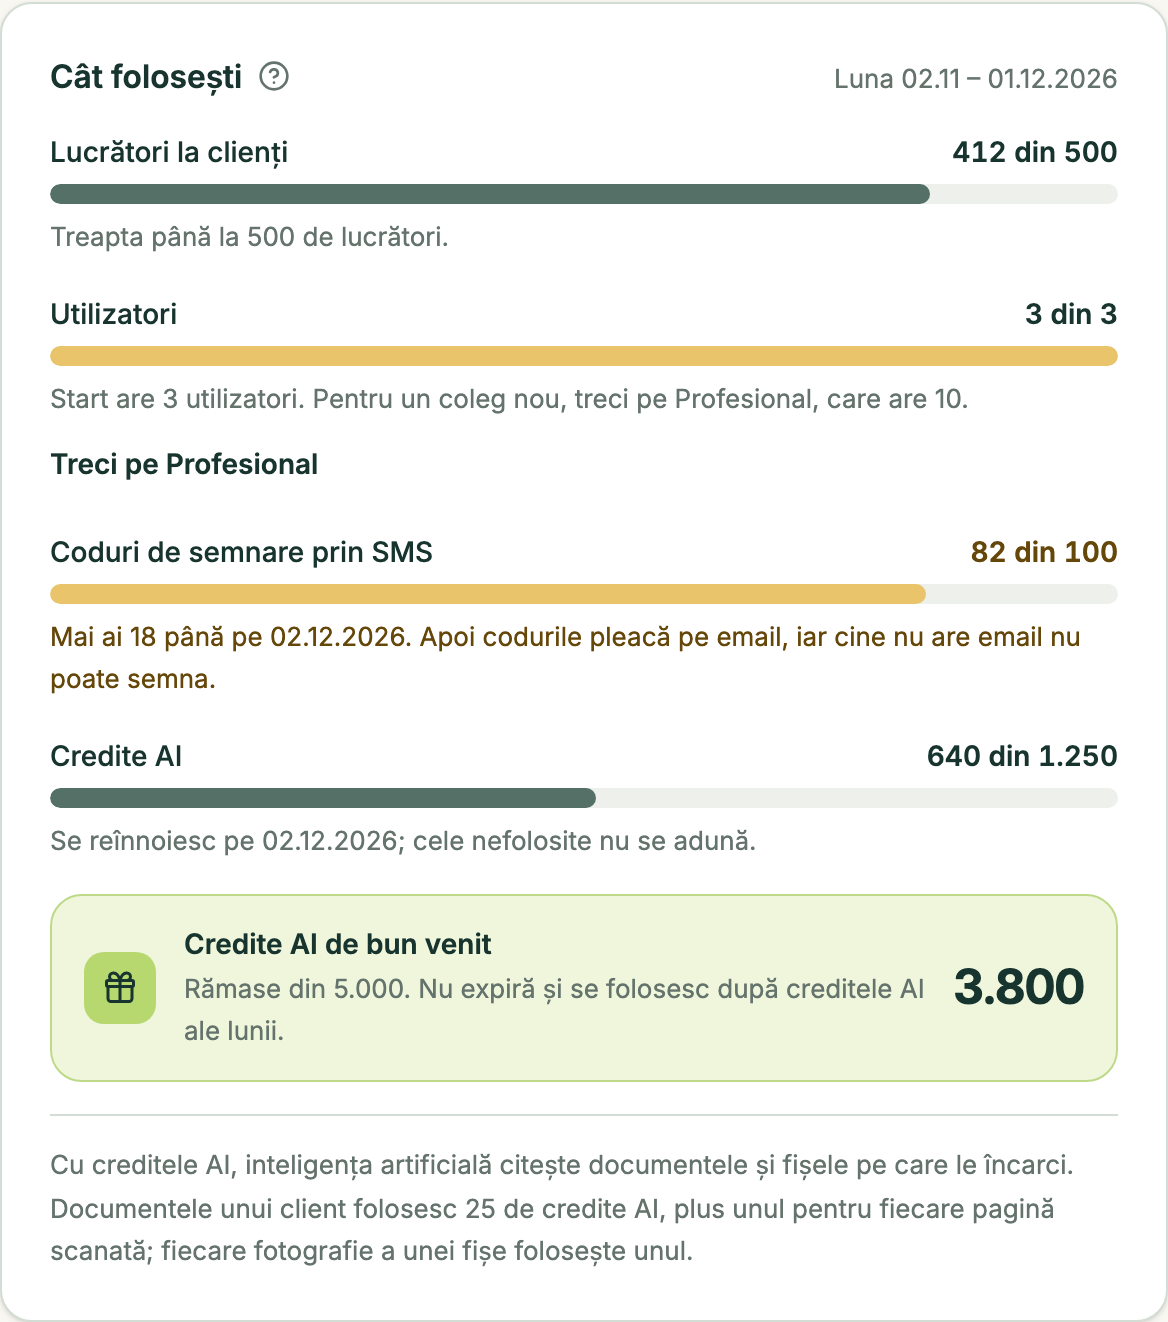 Cât folosești
Luna 02.11 – 01.12.2026
Lucrători la clienți
412 din 500
Treapta până la 500 de lucrători.
Utilizatori
3 din 3
Start are 3 utilizatori. Pentru un coleg nou, treci pe Profesional, care are 10.
Treci pe Profesional
Coduri de semnare prin SMS
82 din 100
Mai ai 18 până pe 02.12.2026. Apoi codurile pleacă pe email, iar cine nu are email nu
poate semna.
Credite AI
640 din 1.250
Se reînnoiesc pe 02.12.2026; cele nefolosite nu se adună.
Credite AI de bun venit
Rămase din 5.000. Nu expiră și se folosesc după creditele AI
ale lunii.
3.800
Cu creditele AI, inteligența artificială citește documentele și fișele pe care le încarci.
Documentele unui client folosesc 25 de credite AI, plus unul pentru fiecare pagină
scanată; fiecare fotografie a unei fișe folosește unul.